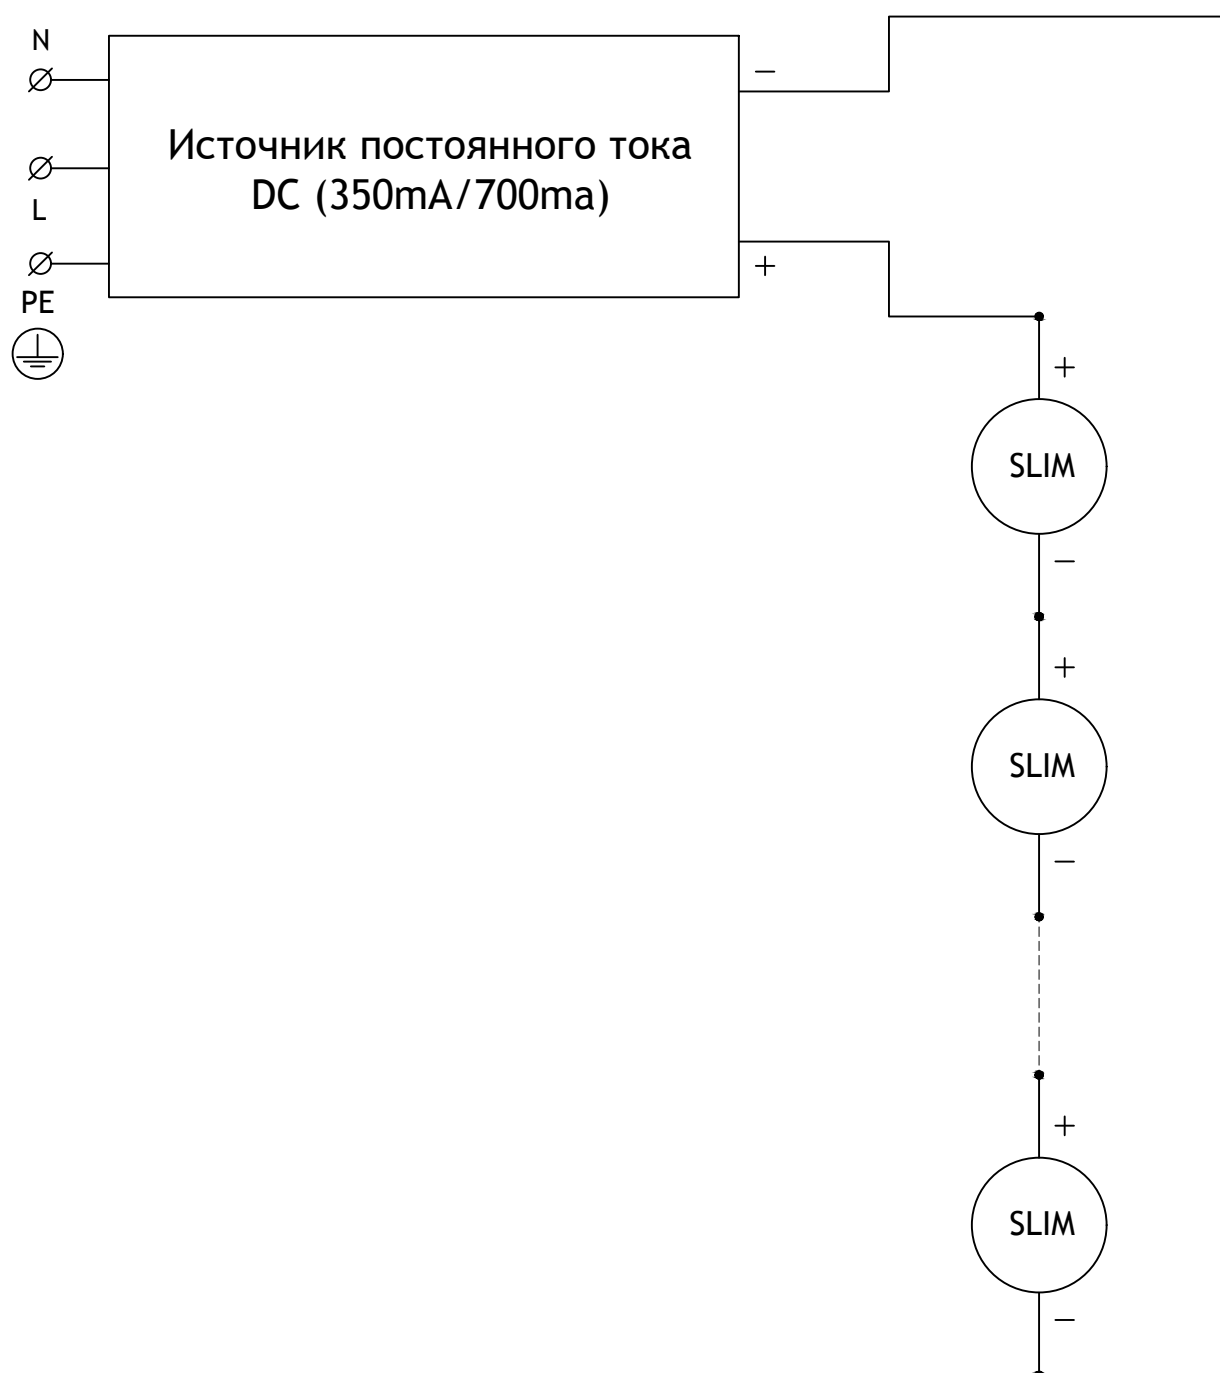 N
−
Источник постоянного тока
DC (350mA/700ma)
L
+
PE
+
SLIM
−
+
SLIM
−
+
SLIM
−